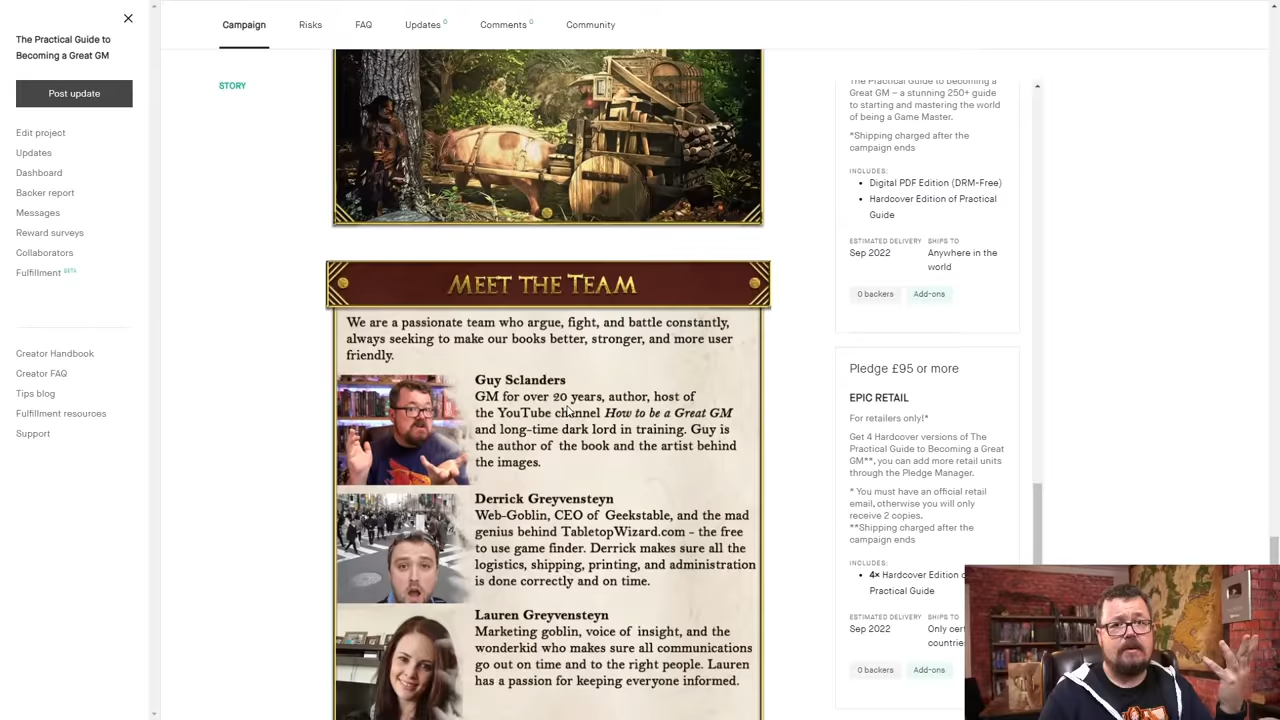 The Practical Guide to
Becoming a Great GM
Post update
Edit project
Updates
Dashboard
Backer report
Messages
Reward surveys
Collaborators
Fulfillment BETA
Creator Handbook
Creator FAQ
Tips blog
Fulfillment resources
Support
Campaign
Risks
FAQ
Updates 0
Comments 0
Community
STORY
MEET THE TEAM
We are a passionate team who argue, fight, and battle constantly,
always seeking to make our books better, stronger, and more user
friendly.
Guy Sclanders
GM for over 20 years, author, host of
the YouTube channel How to be a Great GM
and long-time dark lord in training. Guy is
the author of the book and the artist behind
the images.
Derrick Greyvensteyn
Web-Goblin, CEO of Geekstable, and the mad
genius behind TabletopWizard.com - the free
to use game finder. Derrick makes sure all the
logistics, shipping, printing, and administration
is done correctly and on time.
Lauren Greyvensteyn
Marketing goblin, voice of insight, and the
wonderkid who makes sure all communications
go out on time and to the right people. Lauren
has a passion for keeping everyone informed.
The Practical Guide to becoming a
Great GM – a stunning 250+ guide
to starting and mastering the world
of being a Game Master.
*Shipping charged after the
campaign ends
INCLUDES:
• Digital PDF Edition (DRM-Free)
• Hardcover Edition of Practical
Guide
ESTIMATED DELIVERY
Sep 2022
SHIPS TO
Anywhere in the
world
0 backers
Add-ons
Pledge £95 or more
EPIC RETAIL
For retailers only!*
Get 4 Hardcover versions of The
Practical Guide to Becoming a Great
GM**, you can add more retail units
through the Pledge Manager.
* You must have an official retail
email, otherwise you will only
receive 2 copies.
**Shipping charged after the
campaign ends
INCLUDES:
• 4× Hardcover Edition
Practical Guide
ESTIMATED DELIVERY
Sep 2022
SHIPS TO
Only
countrie
0 backers
Add-ons